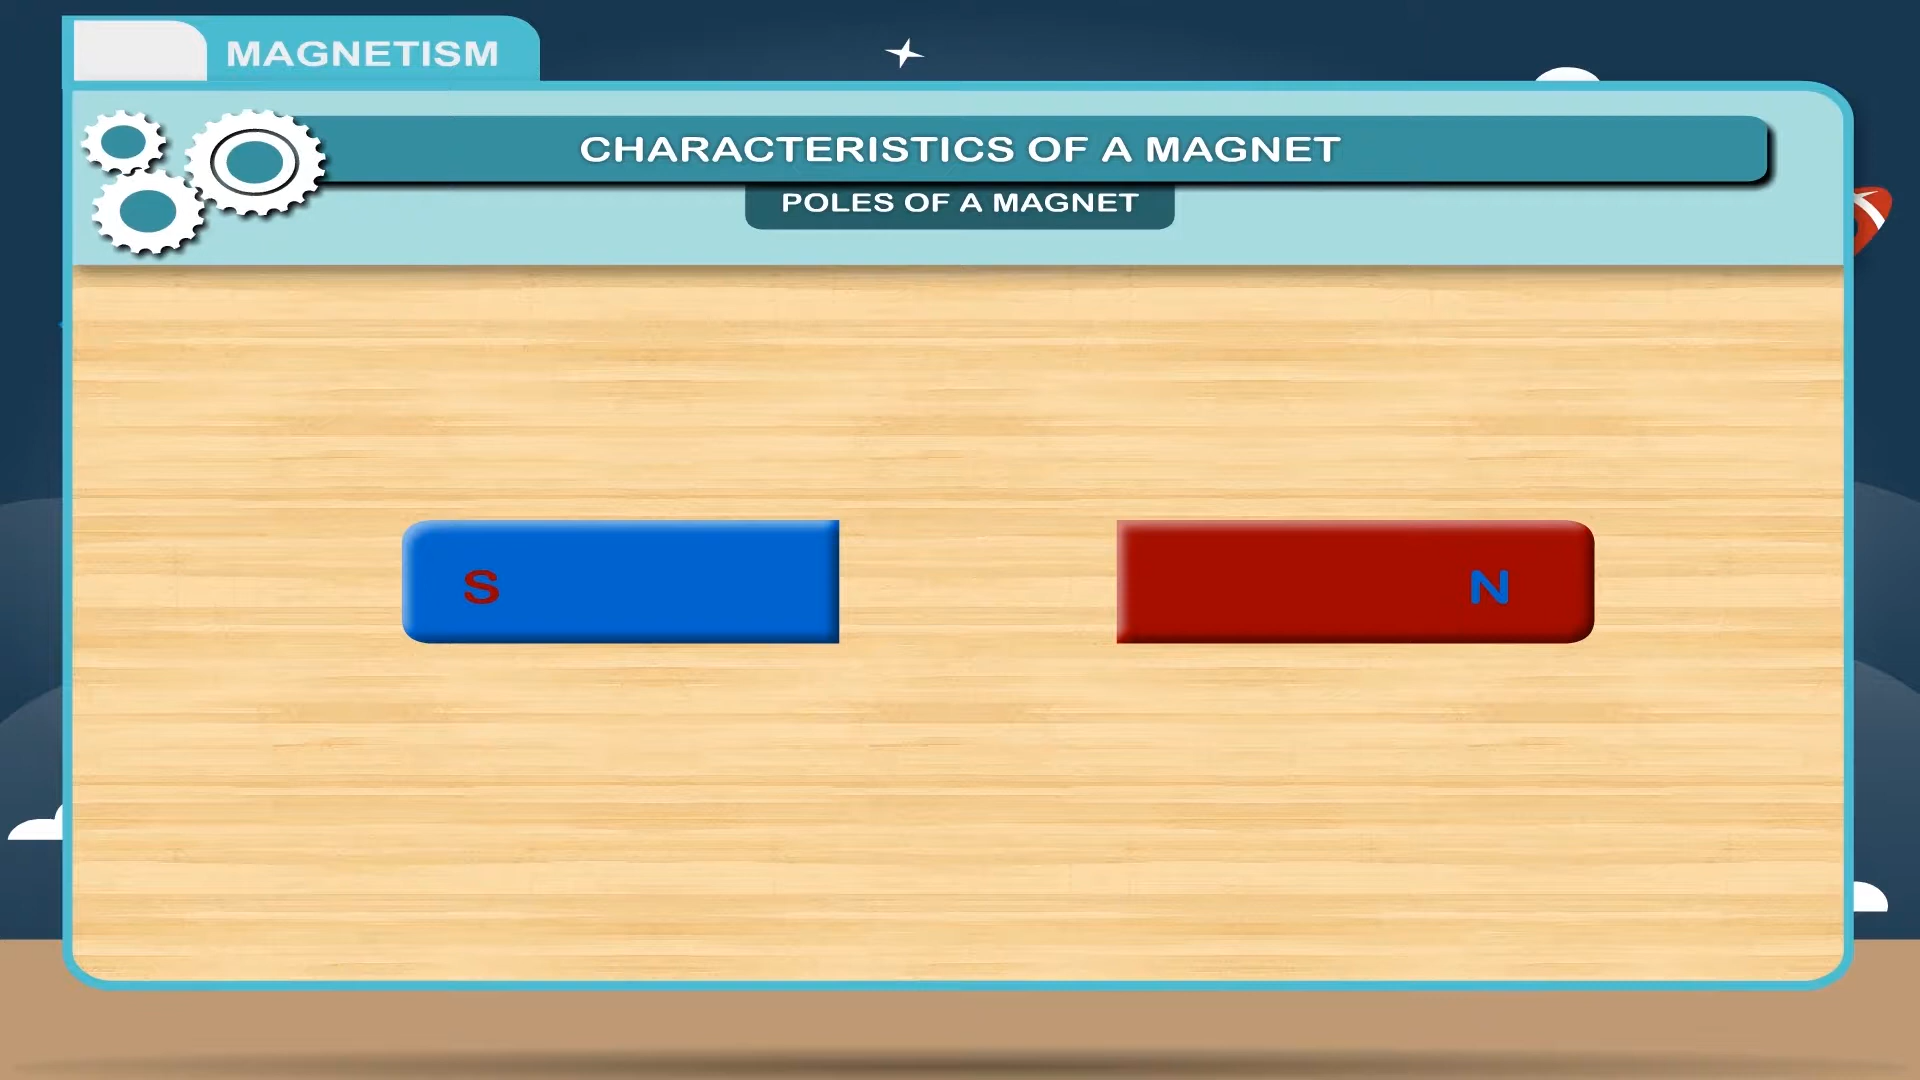 MAGNETISM
CHARACTERISTICS OF A MAGNET
POLES OF A MAGNET
S
N